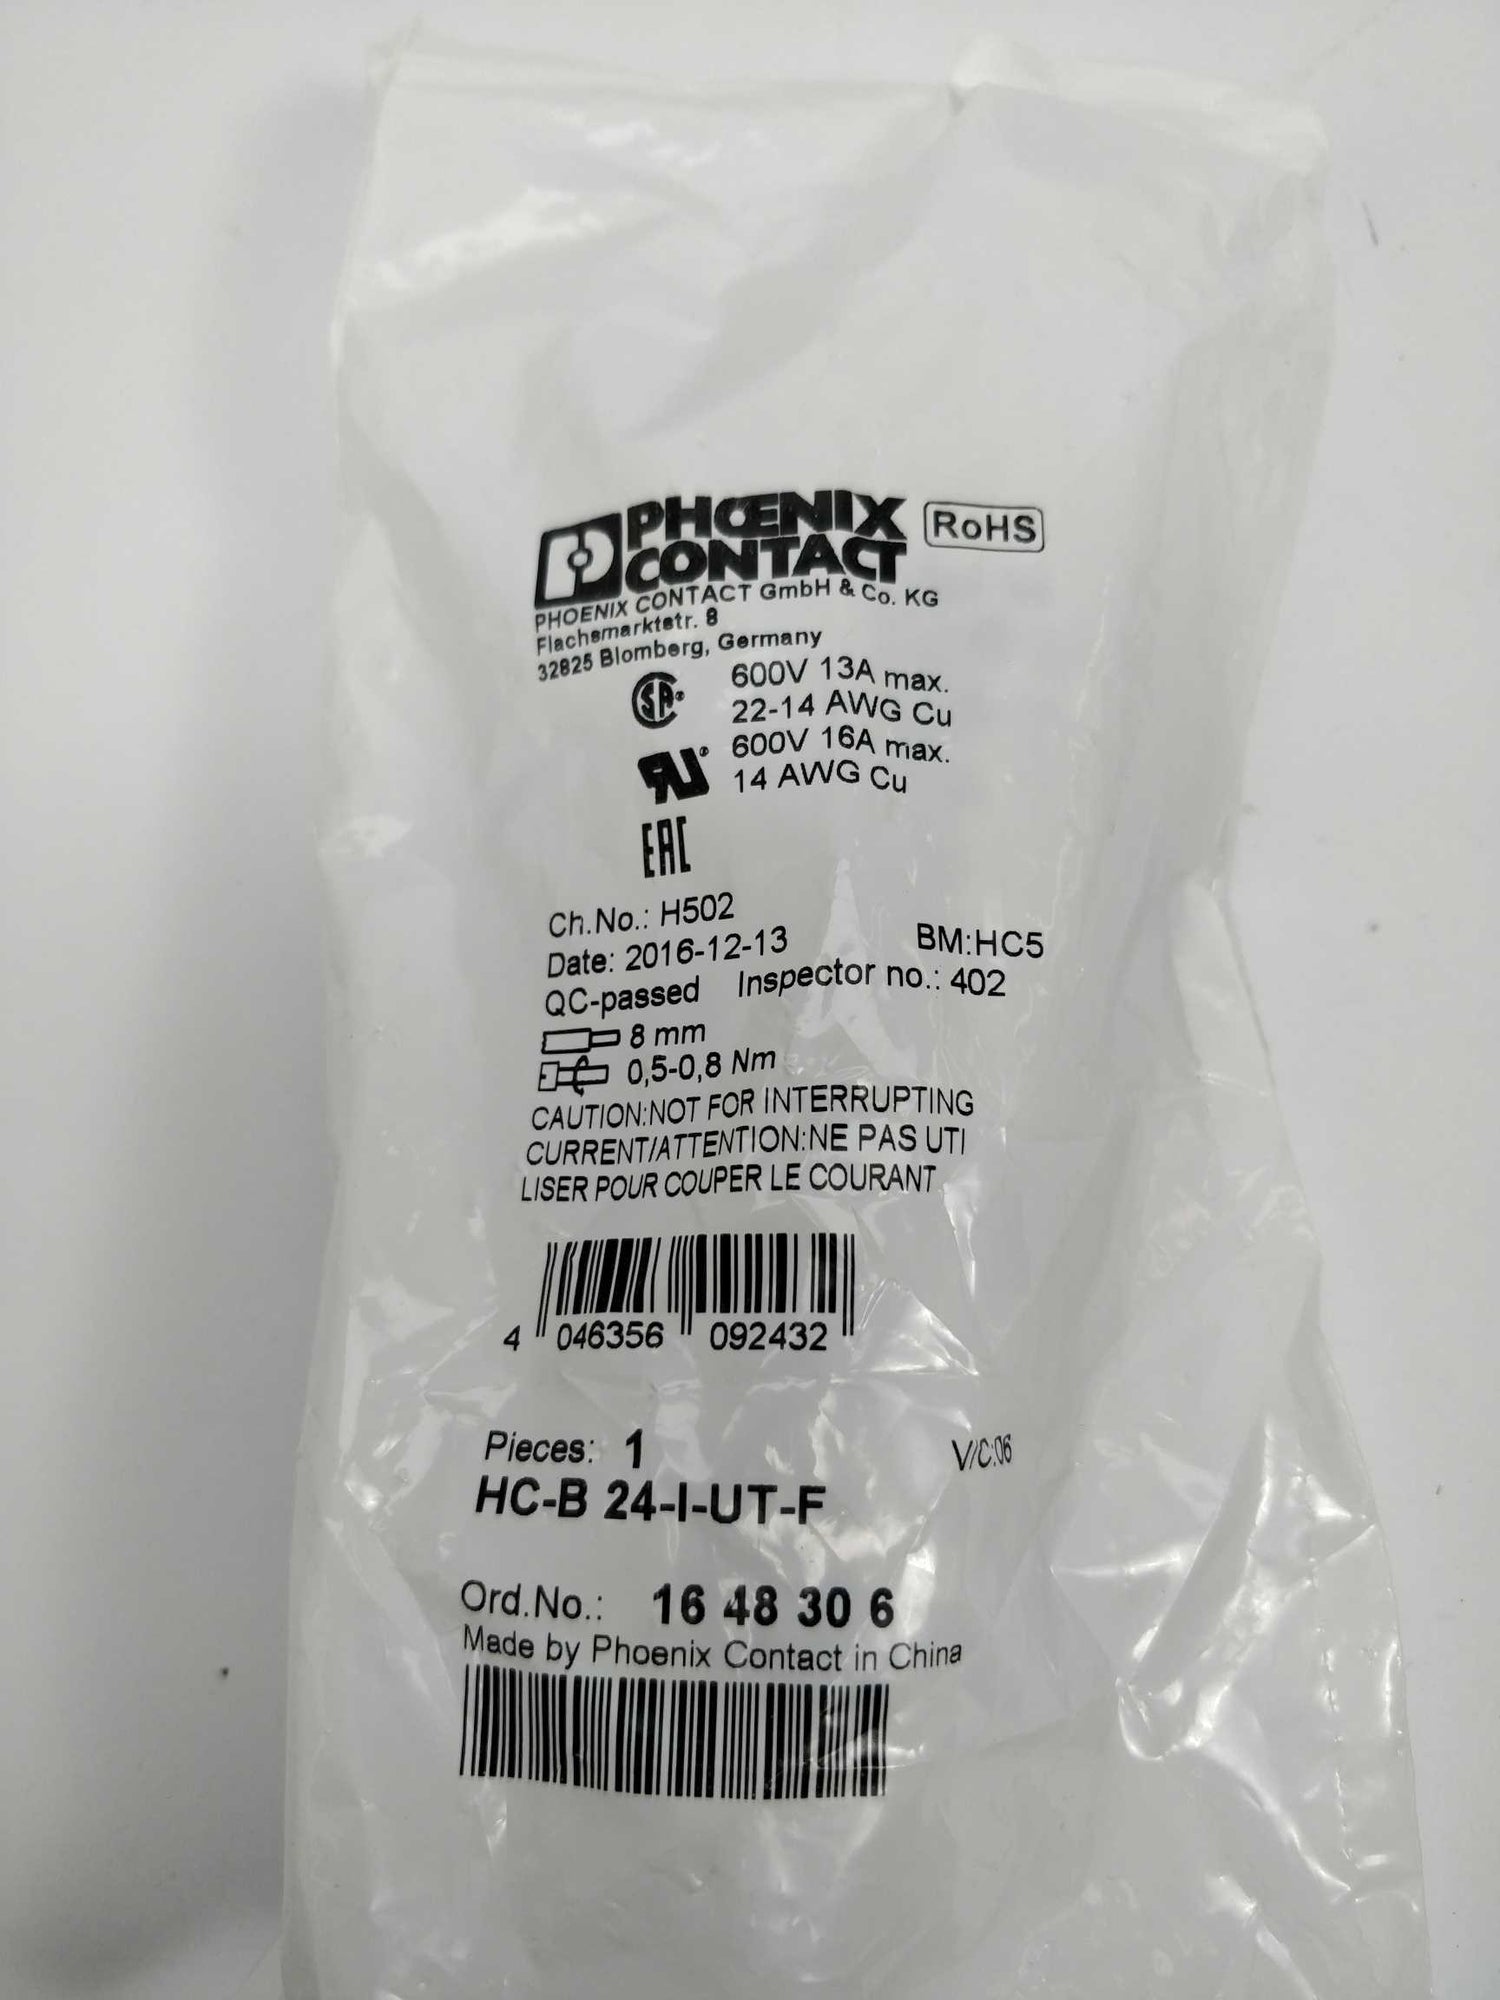 PHŒNIX
CONTACT
RoHS
PHOENIX CONTACT GmbH & Co. KG
Flachsmarktstr. 8
32825 Blomberg, Germany
600V 13A max.
22-14 AWG Cu
600V 16A max.
14 AWG Cu
EAC
Ch.No.: H502
Date: 2016-12-13 BM:HC5
QC-passed Inspector no.: 402
8 mm
0,5-0,8 Nm
CAUTION:NOT FOR INTERRUPTING
CURRENT/ATTENTION:NE PAS UTI
LISER POUR COUPER LE COURANT
4 046356 092432
Pieces: 1 V/C:06
HC-B 24-I-UT-F
Ord.No.: 16 48 30 6
Made by Phoenix Contact in China